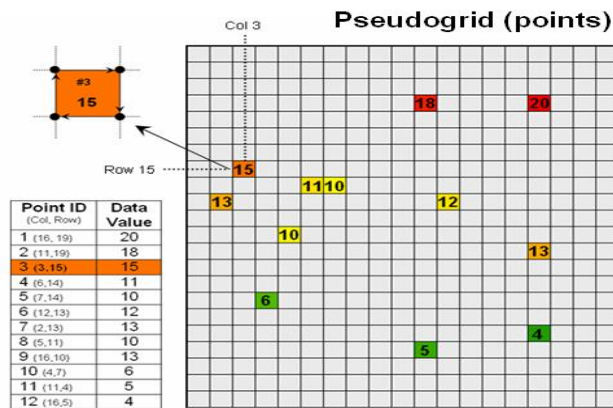 Pseudogrid (points)
Col 3
#3
15
18
20
Row 15
15
11 10
13
12
10
13
6
4
5
Point ID Data
(Col, Row) Value
1 (16, 19) 20
2 (11,19) 18
3 (3,15) 15
4 (6,14) 11
5 (7,14) 10
6 (12,13) 12
7 (2,13) 13
8 (5,11) 10
9 (16,10) 13
10 (4,7) 6
11 (11,4) 5
12 (16,5) 4